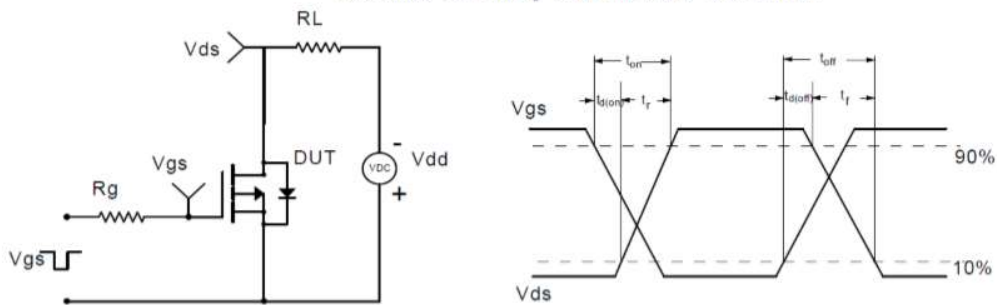 RL
Vds
Vgs
DUT
VDC
-
+
Vdd
Rg
Vgs
ton
toff
td(on)
tr
td(off)
tf
Vgs
90%
10%
Vds